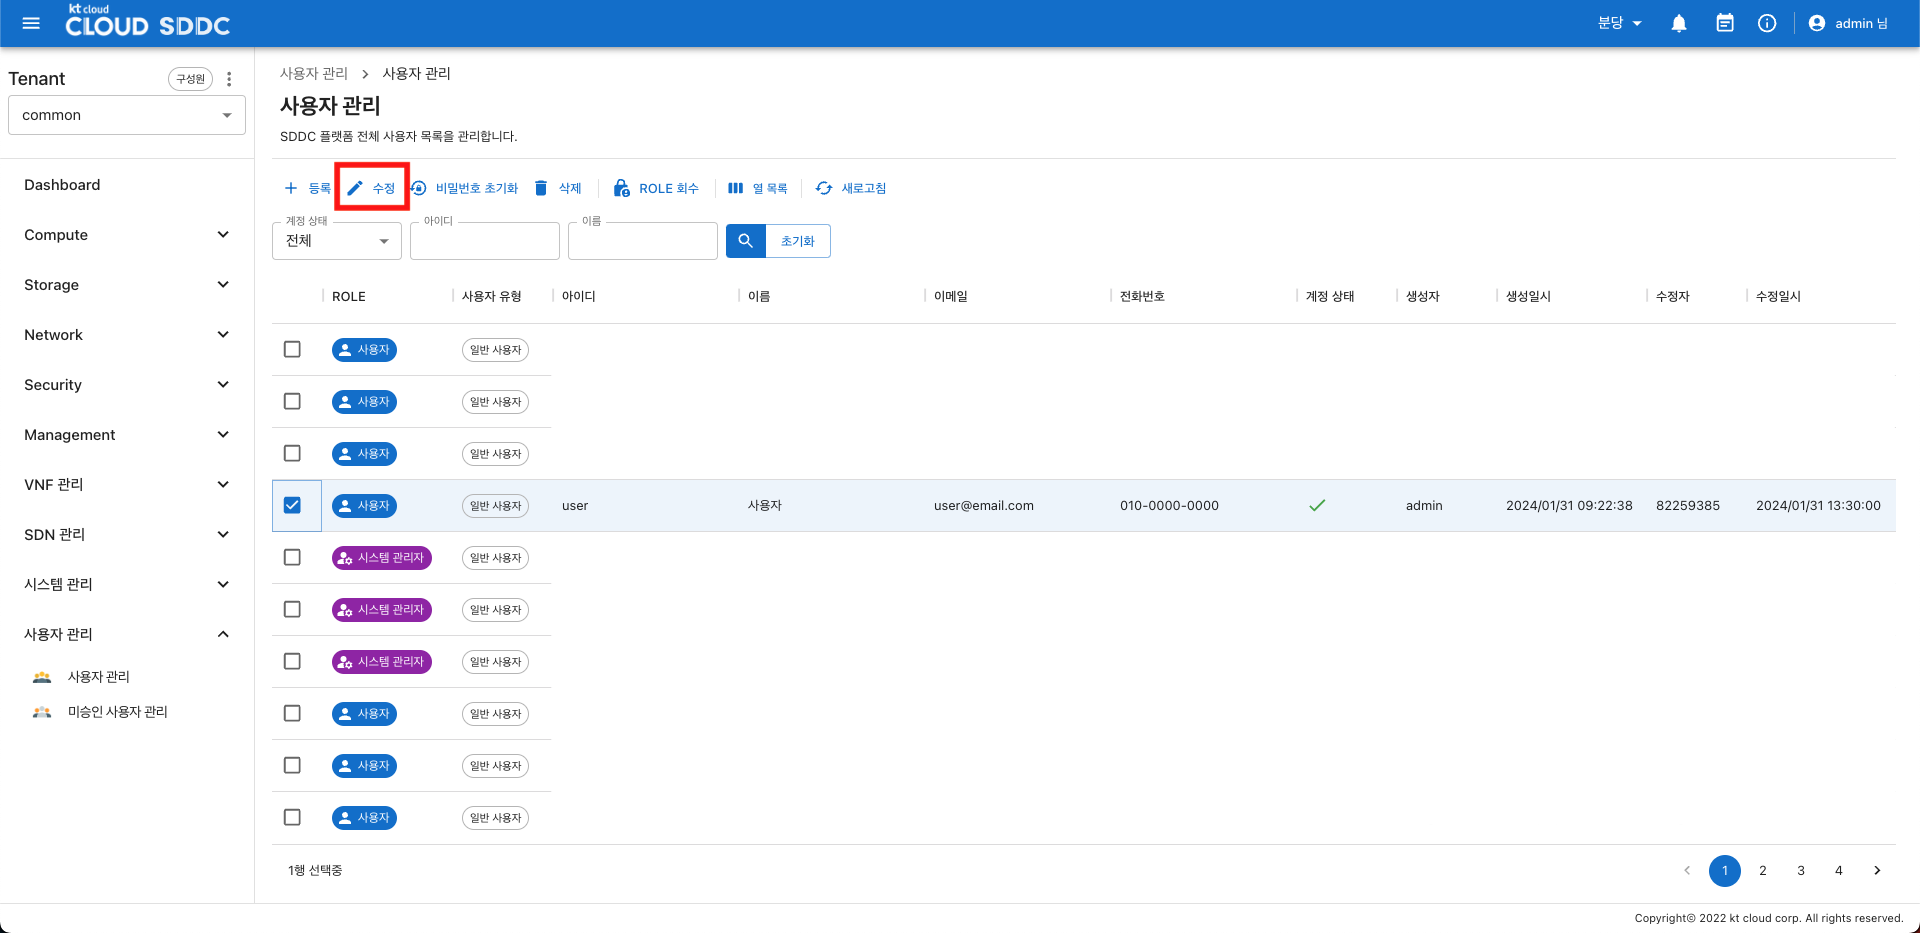 kt cloud
CLOUD SDDC
분당
admin 님
Tenant
구성원
common
Dashboard
Compute
Storage
Network
Security
Management
VNF 관리
SDN 관리
시스템 관리
사용자 관리
사용자 관리
미승인 사용자 관리
사용자 관리 > 사용자 관리
사용자 관리
SDDC 플랫폼 전체 사용자 목록을 관리합니다.
등록 수정 비밀번호 초기화 삭제 ROLE 회수 열 목록 새로고침
계정 상태 아이디 이름
전체 초기화
ROLE 사용자 유형 아이디 이름 이메일 전화번호 계정 상태 생성자 생성일시 수정자 수정일시
사용자 일반 사용자
사용자 일반 사용자
사용자 일반 사용자
사용자 일반 사용자 user 사용자 user@email.com 010-0000-0000 admin 2024/01/31 09:22:38 82259385 2024/01/31 13:30:00
시스템 관리자 일반 사용자
시스템 관리자 일반 사용자
시스템 관리자 일반 사용자
사용자 일반 사용자
사용자 일반 사용자
사용자 일반 사용자
1행 선택중
1 2 3 4
Copyright© 2022 kt cloud corp. All rights reserved.